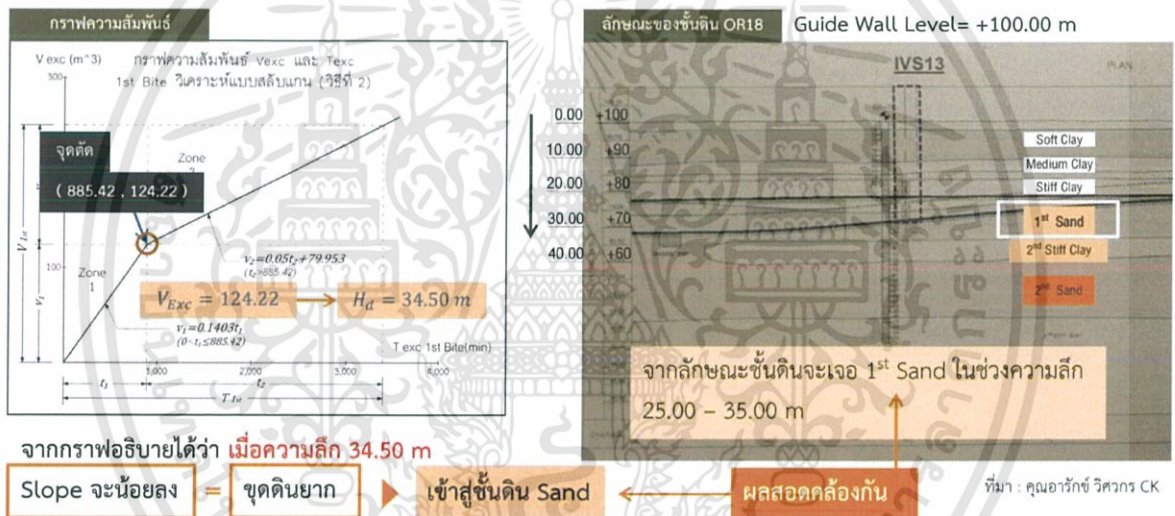 กราฟความสัมพันธ์
V exc (m^3)
กราฟความสัมพันธ์ Vexc และ Texc
1st Bite วิเคราะห์แบบสลับแกน (วิธีที่ 2)
300
จุดตัด
( 885.42 , 124.22 )
Zone
V 1st
v₂=0.05t₂+79.953
(t₂>885.42)
100
Zone
1
V_Exc = 124.22
H_d = 34.50 m
v₁
v₁=0.1403t₁
(0<t₁≤885.42)
T exc 1st Bite(min)
1,000
2,000
3,000
4,000
t₁
t₂
T 1st
ลักษณะของชั้นดิน OR18
Guide Wall Level= +100.00 m
IVS13
PLAN
0.00 +100
10.00 +90
20.00 +80
30.00 +70
40.00 +60
Soft Clay
Medium Clay
Stiff Clay
1st Sand
2nd Stiff Clay
2nd Sand
จากลักษณะชั้นดินจะเจอ 1st Sand ในช่วงความลึก
25.00 – 35.00 m
จากกราฟอธิบายได้ว่า เมื่อความลึก 34.50 m
Slope จะน้อยลง = ขุดดินยาก เข้าสู่ชั้นดิน Sand ผลสอดคล้องกัน
ที่มา : คุณอารักข์ วิศวกร CK